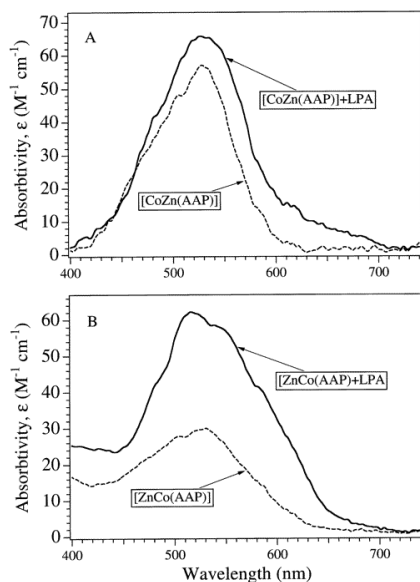 A
Absorbtivity, ε (M⁻¹ cm⁻¹)
70
60
50
40
30
20
10
0
[CoZn(AAP)]+LPA
[CoZn(AAP)]
400
500
600
700
B
Absorbtivity, ε (M⁻¹ cm⁻¹)
60
50
40
30
20
10
0
[ZnCo(AAP)+LPA
[ZnCo(AAP)]
400
500
600
700
Wavelength (nm)